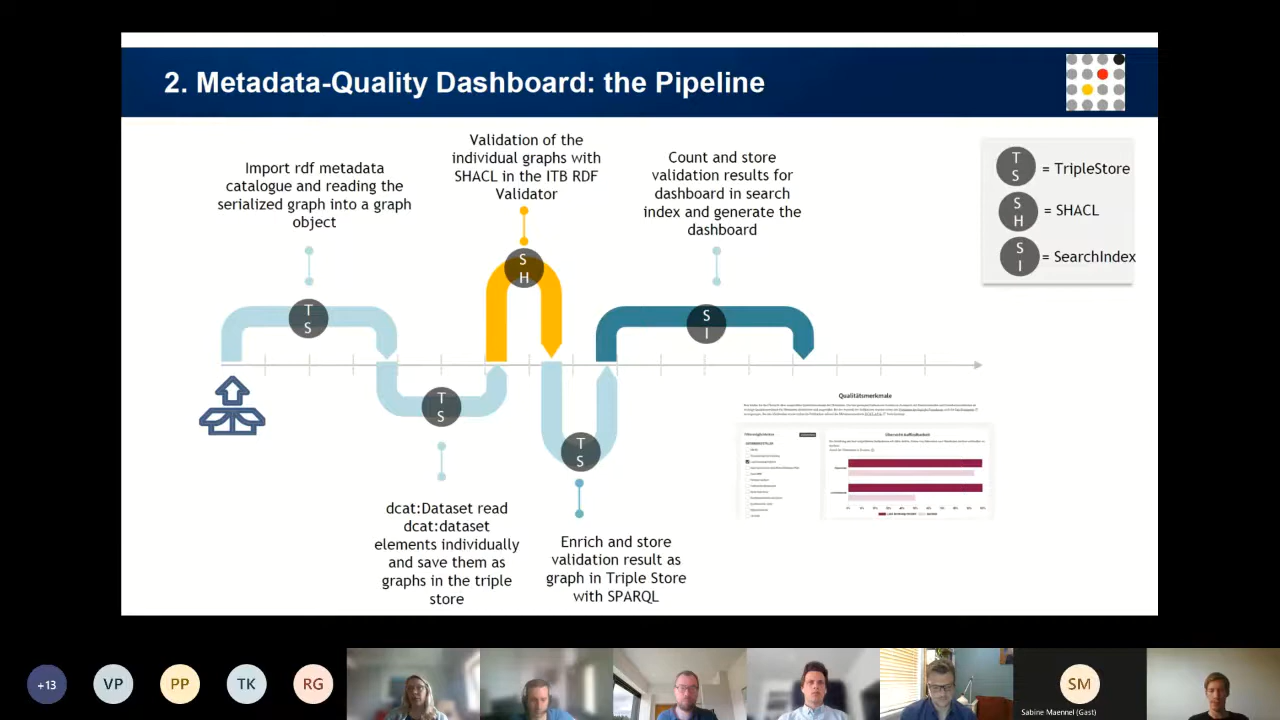 2. Metadata-Quality Dashboard: the Pipeline
Import rdf metadata
catalogue and reading the
serialized graph into a graph
object
Validation of the
individual graphs with
SHACL in the ITB RDF
Validator
Count and store
validation results for
dashboard in search
index and generate the
dashboard
T
S
= TripleStore
S
H
= SHACL
S
I
= SearchIndex
T
S
S
H
S
I
T
S
T
S
dcat:Dataset read
dcat:dataset
elements individually
and save them as
graphs in the triple
store
Enrich and store
validation result as
graph in Triple Store
with SPARQL
Qualitätsmerkmale
+13
VP
PP
TK
RG
SM
Sabine Maennel (Gast)